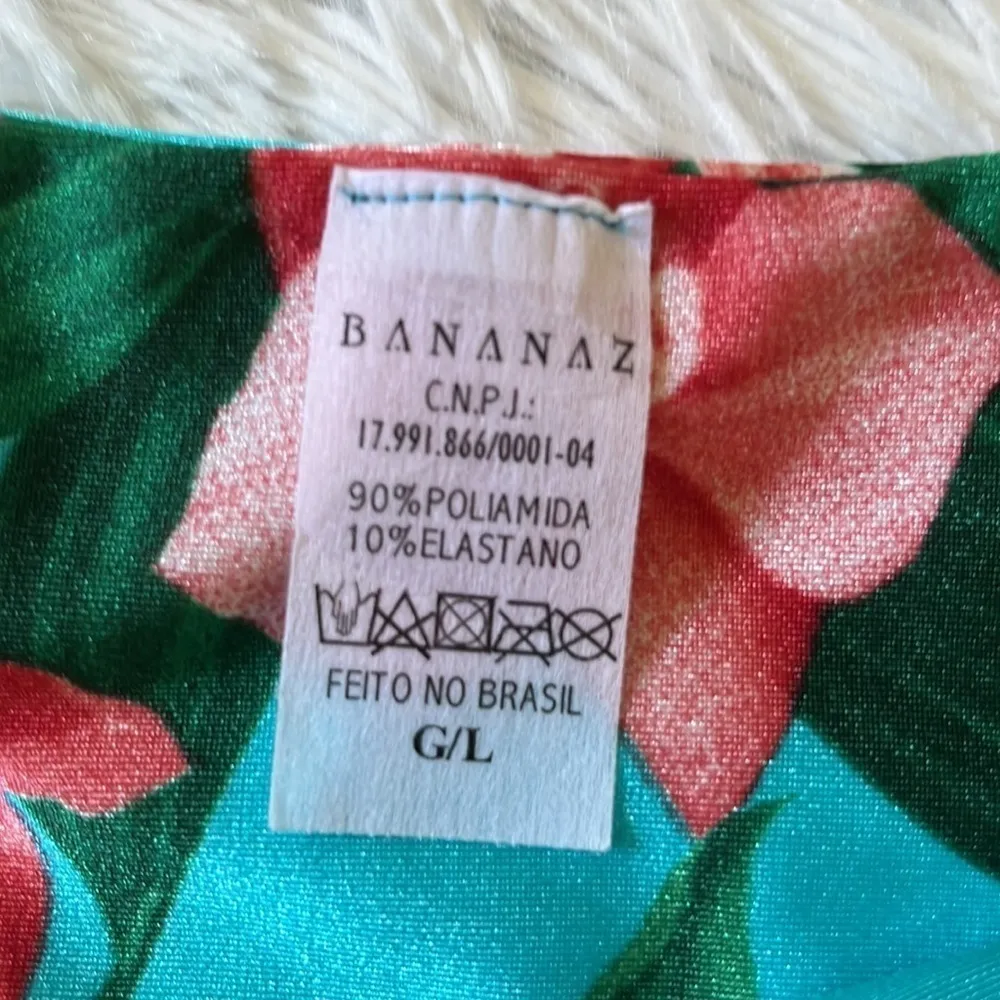 BANANAZ
C.N.P.J.:
17.991.866/0001-04
90%POLIAMIDA
10%ELASTANO
FEITO NO BRASIL
G/L